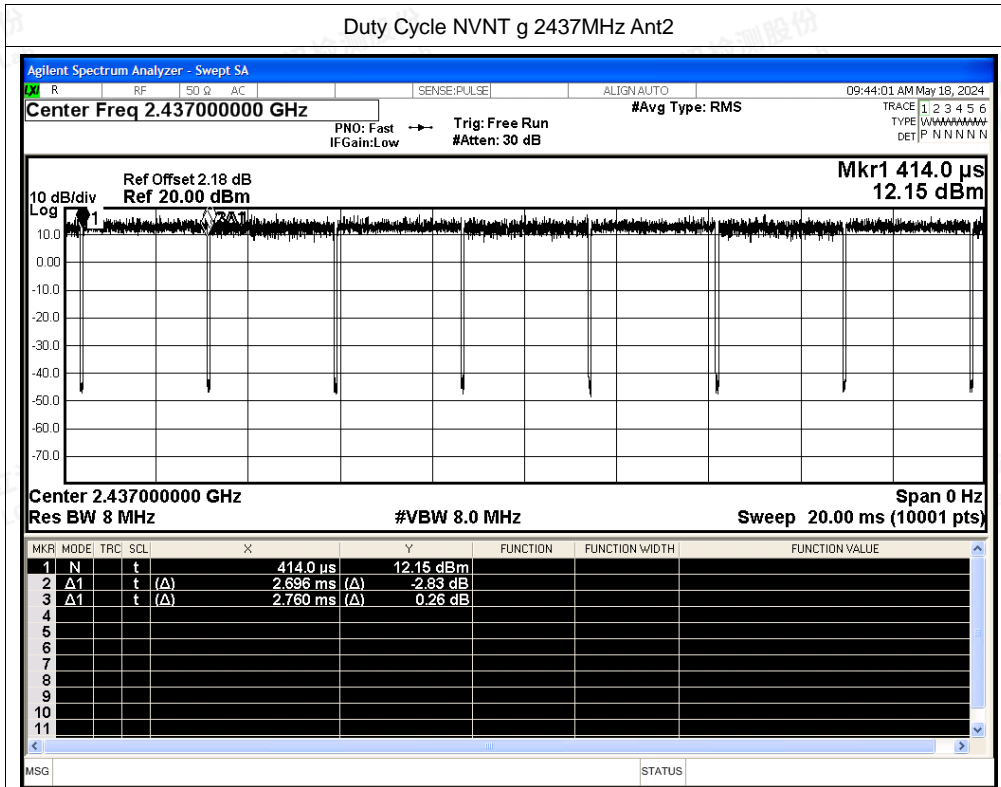 Duty Cycle NVNT g 2437MHz Ant2
Agilent Spectrum Analyzer - Swept SA
LXI R RF 50 Ω AC SENSE:PULSE ALIGN AUTO 09:44:01 AM May 18, 2024
Center Freq 2.437000000 GHz #Avg Type: RMS TRACE 1 2 3 4 5 6
PNO: Fast Trig: Free Run TYPE WWWWWW
IFGain:Low #Atten: 30 dB DET P N N N N N
Mkr1 414.0 µs
Ref Offset 2.18 dB
10 dB/div Ref 20.00 dBm 12.15 dBm
Log
1 2Δ1 3Δ1
10.0
0.00
-10.0
-20.0
-30.0
-40.0
-50.0
-60.0
-70.0
Center 2.437000000 GHz Span 0 Hz
Res BW 8 MHz #VBW 8.0 MHz Sweep 20.00 ms (10001 pts)
MKR MODE TRC SCL X Y FUNCTION FUNCTION WIDTH FUNCTION VALUE
1 N t 414.0 µs 12.15 dBm
2 Δ1 t (Δ) 2.696 ms (Δ) -2.83 dB
3 Δ1 t (Δ) 2.760 ms (Δ) 0.26 dB
4
5
6
7
8
9
10
11
MSG STATUS